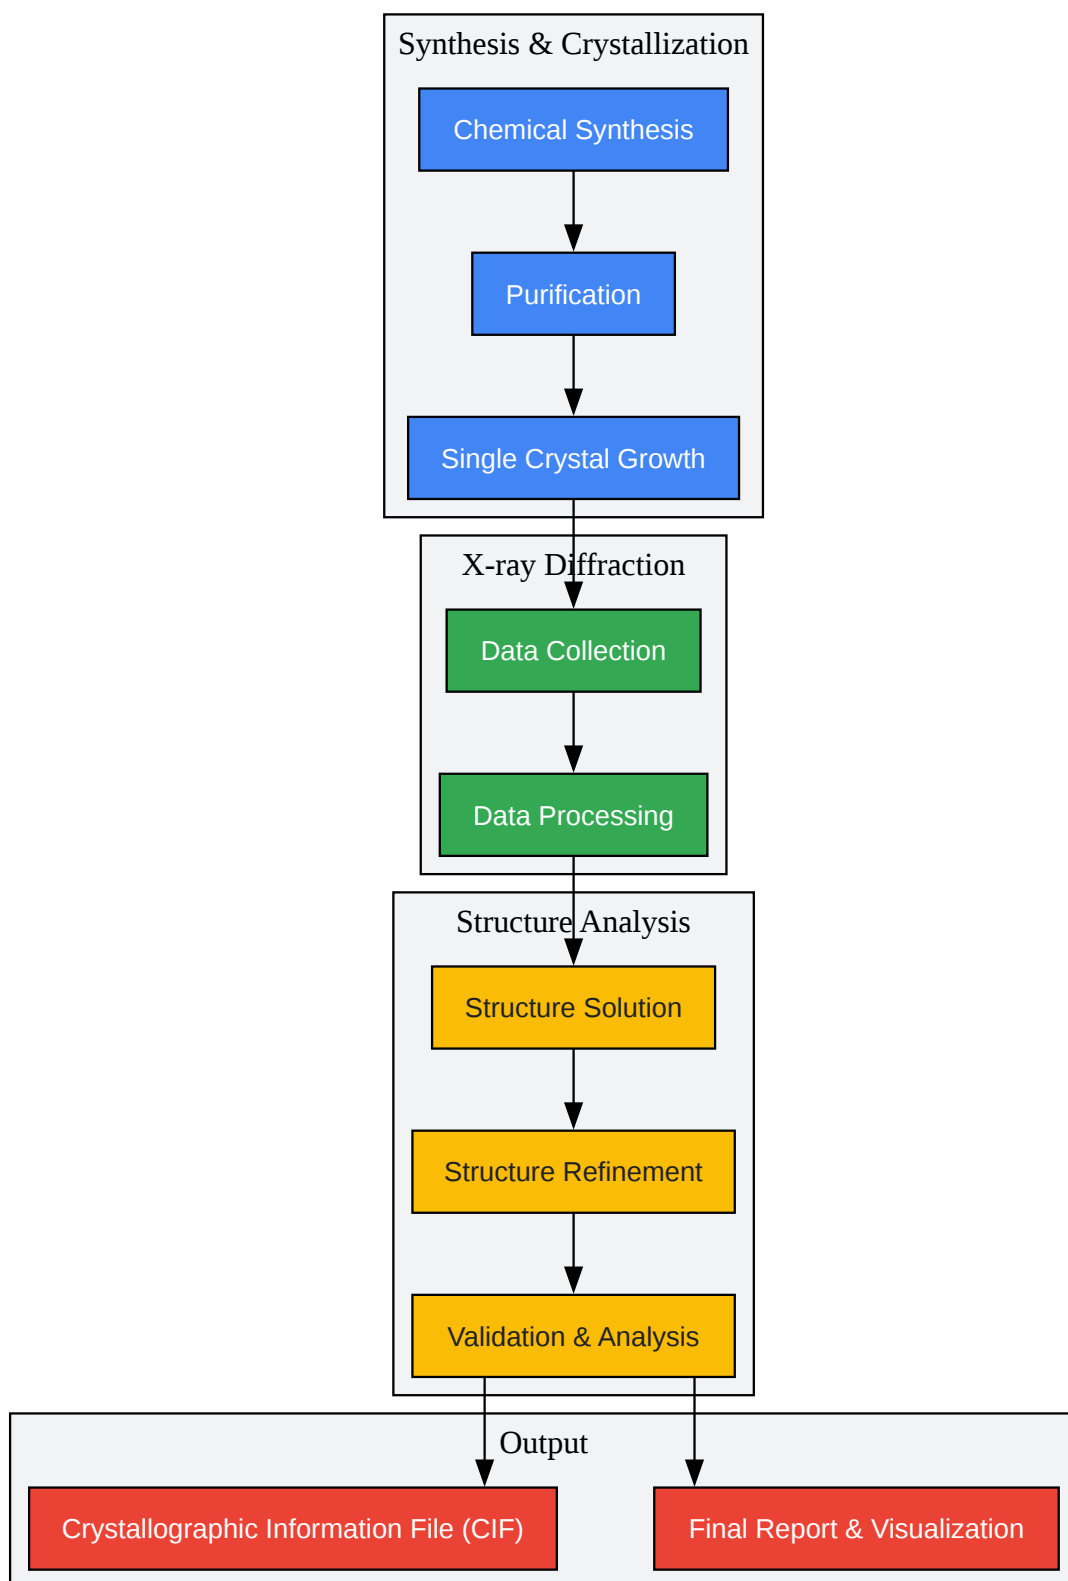 Synthesis & Crystallization
Chemical Synthesis
Purification
Single Crystal Growth
X-ray Diffraction
Data Collection
Data Processing
Structure Analysis
Structure Solution
Structure Refinement
Validation & Analysis
Output
Crystallographic Information File (CIF)
Final Report & Visualization